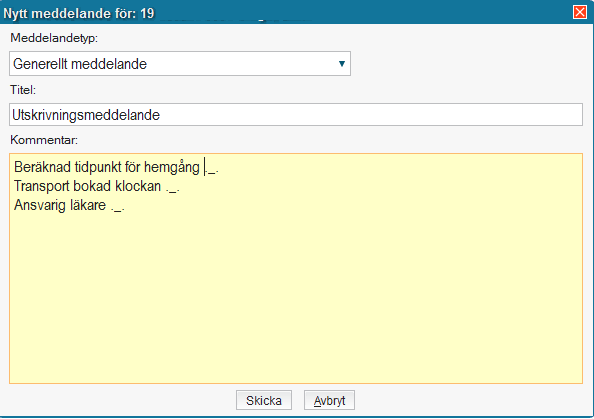 Nytt meddelande för: 19
Meddelandetyp:
Generellt meddelande
Titel:
Utskrivningsmeddelande
Kommentar:
Beräknad tidpunkt för hemgång ._.
Transport bokad klockan ._.
Ansvarig läkare ._.
Skicka Avbryt